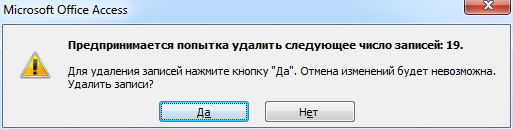 Microsoft Office Access
Предпринимается попытка удалить следующее число записей: 19.
Для удаления записей нажмите кнопку "Да". Отмена изменений будет невозможна.
Удалить записи?
Да
Нет